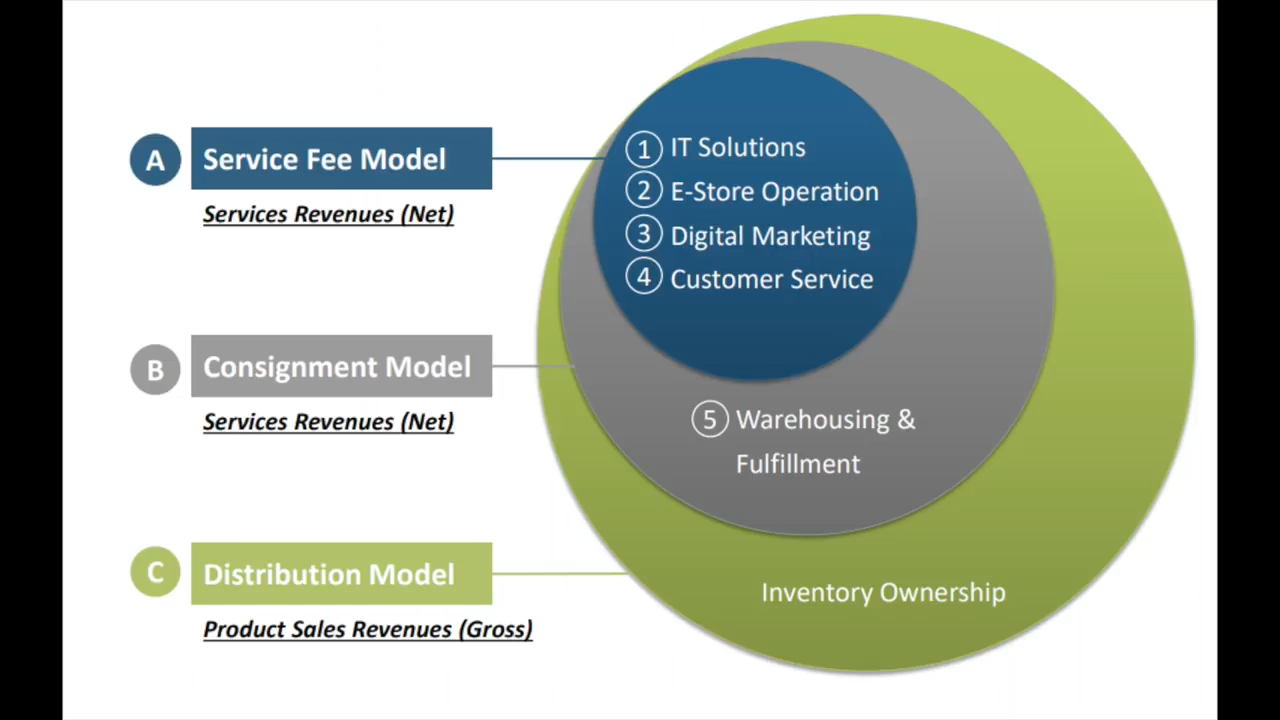 A Service Fee Model
Services Revenues (Net)
B Consignment Model
Services Revenues (Net)
C Distribution Model
Product Sales Revenues (Gross)
1 IT Solutions
2 E-Store Operation
3 Digital Marketing
4 Customer Service
5 Warehousing &
Fulfillment
Inventory Ownership